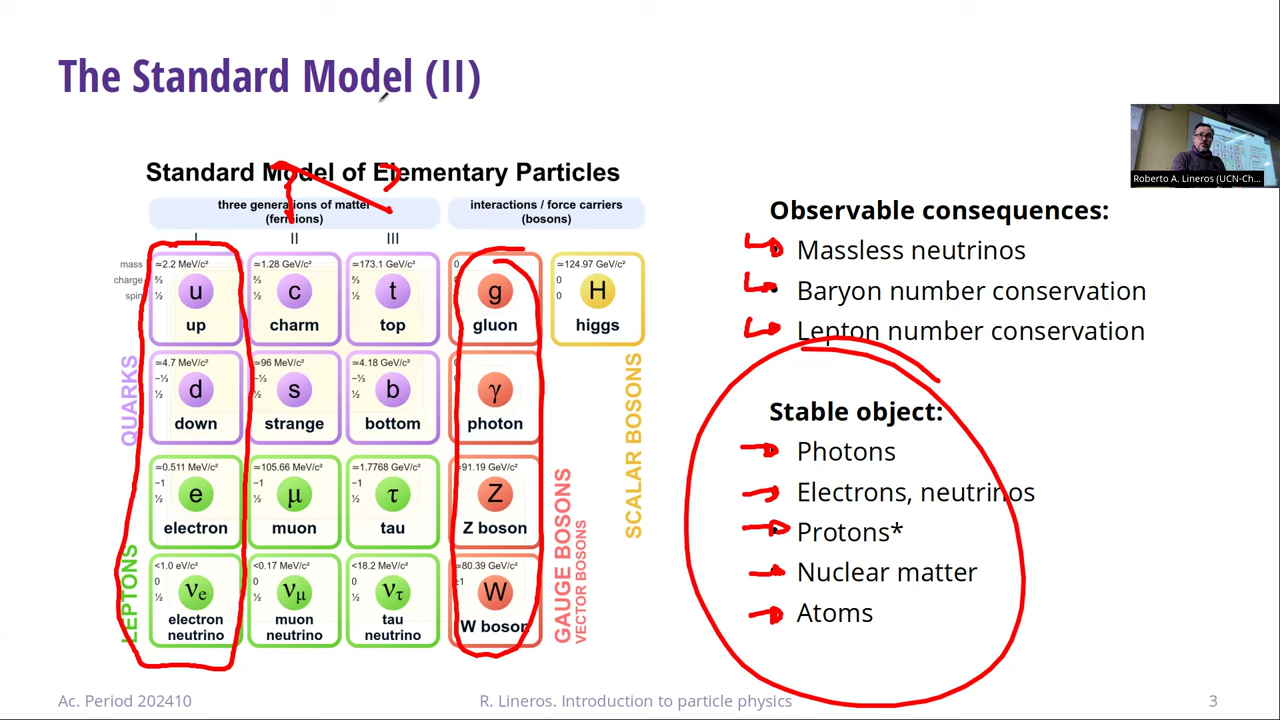 The Standard Model (II)
Standard Model of Elementary Particles
three generations of matter
(fermions)
interactions / force carriers
(bosons)
I II III
mass ≃2.2 MeV/c² ≃1.28 GeV/c² ≃173.1 GeV/c² 0 ≃124.97 GeV/c²
charge ⅔ ⅔ ⅔ 0 0
spin ½ ½ ½ 0
u c t g H
up charm top gluon higgs
≃4.7 MeV/c² ≃96 MeV/c² ≃4.18 GeV/c²
−⅓ −⅓ −⅓
½ ½ ½
d s b γ
down strange bottom photon
≃0.511 MeV/c² ≃105.66 MeV/c² ≃1.7768 GeV/c² ≃91.19 GeV/c²
−1 −1 −1
½ ½ ½
e μ τ Z
electron muon tau Z boson
<1.0 eV/c² <0.17 MeV/c² <18.2 MeV/c² ≃80.39 GeV/c²
0 0 0 ±1
½ ½ ½
νe νμ ντ W
electron neutrino muon neutrino tau neutrino W boson
QUARKS
LEPTONS
GAUGE BOSONS
VECTOR BOSONS
SCALAR BOSONS
Roberto A. Lineros (UCN-Ch...
Observable consequences:
Massless neutrinos
Baryon number conservation
Lepton number conservation
Stable object:
Photons
Electrons, neutrinos
Protons*
Nuclear matter
Atoms
Ac. Period 202410
R. Lineros. Introduction to particle physics
3